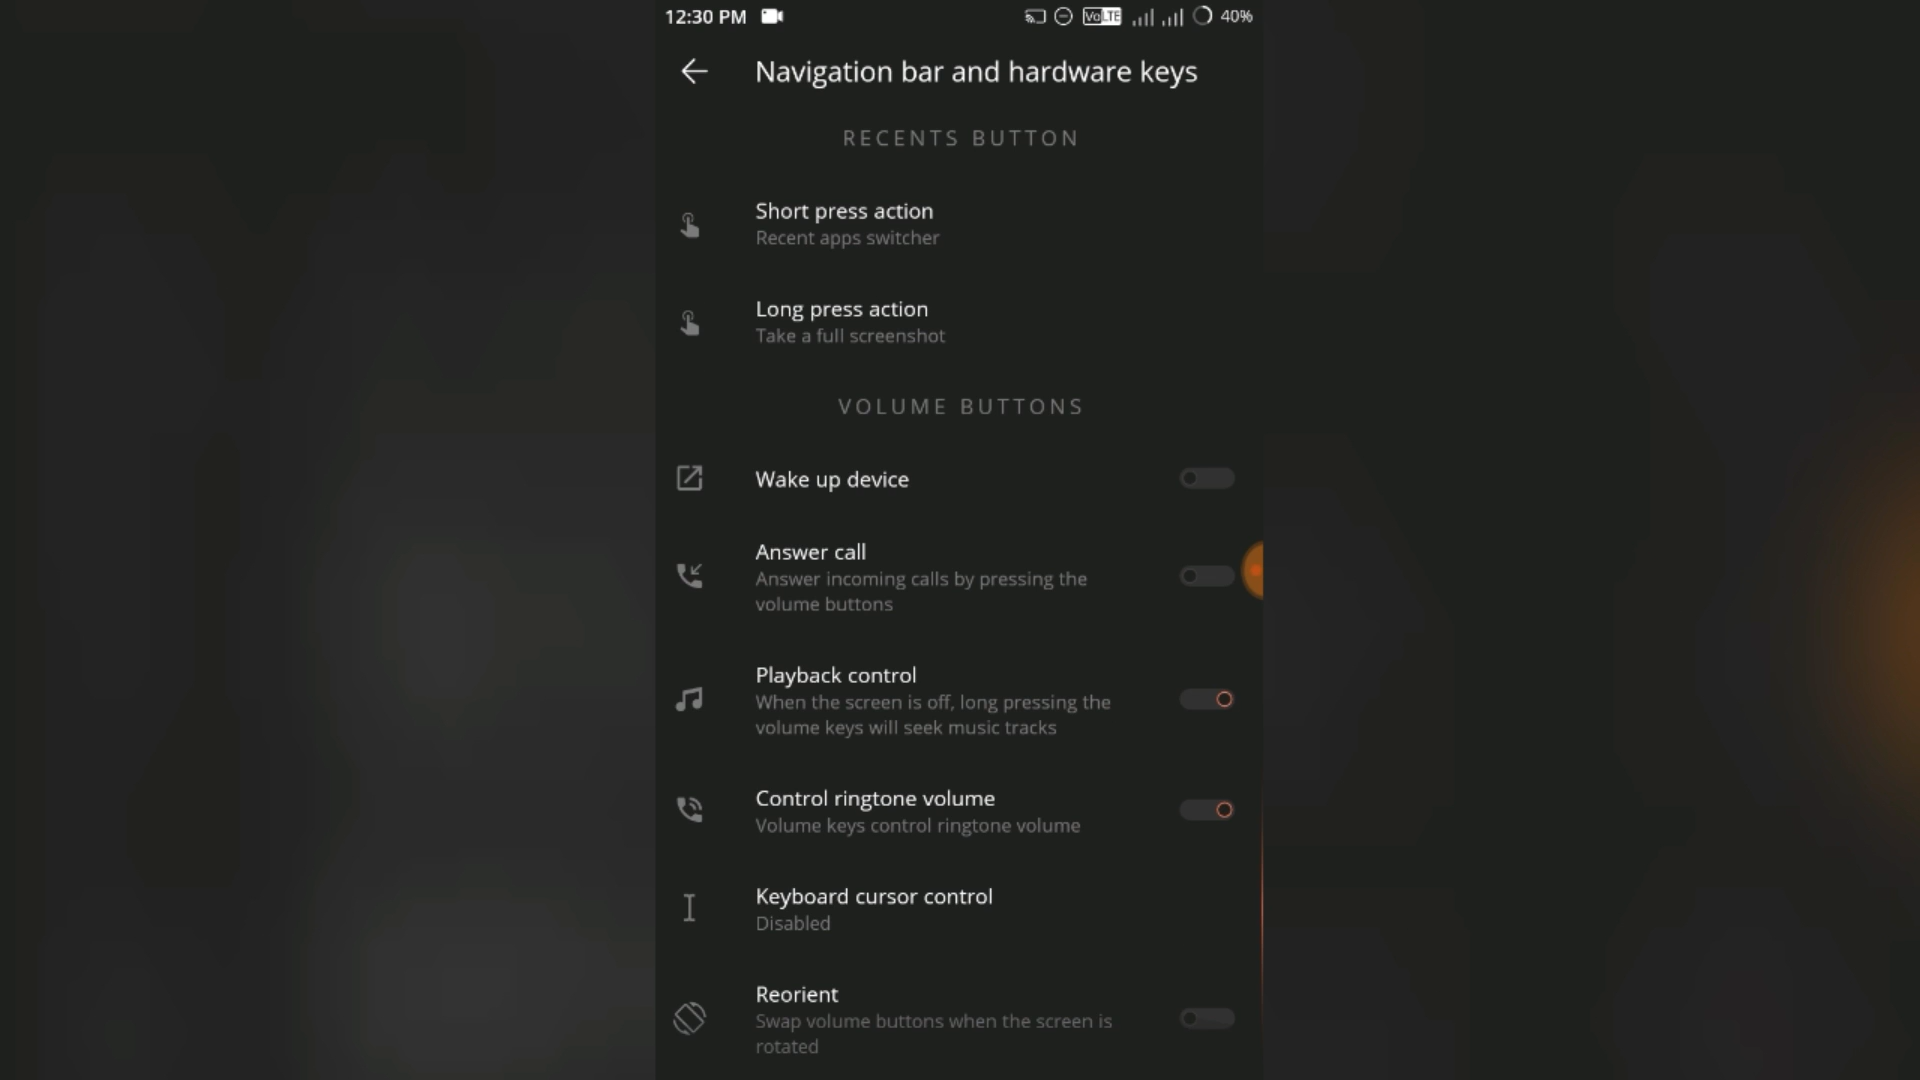 12:30 PM VoLTE 40%
Navigation bar and hardware keys
RECENTS BUTTON
Short press action
Recent apps switcher
Long press action
Take a full screenshot
VOLUME BUTTONS
Wake up device
Answer call
Answer incoming calls by pressing the
volume buttons
Playback control
When the screen is off, long pressing the
volume keys will seek music tracks
Control ringtone volume
Volume keys control ringtone volume
Keyboard cursor control
Disabled
Reorient
Swap volume buttons when the screen is
rotated